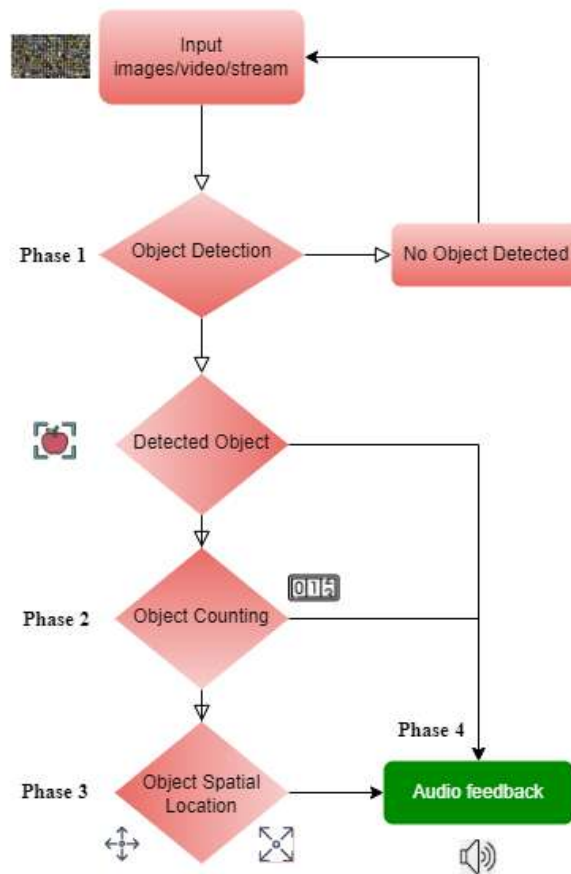 Input
images/video/stream
Phase 1
Object Detection
No Object Detected
Detected Object
Phase 2
Object Counting
Phase 4
Phase 3
Object Spatial
Location
Audio feedback